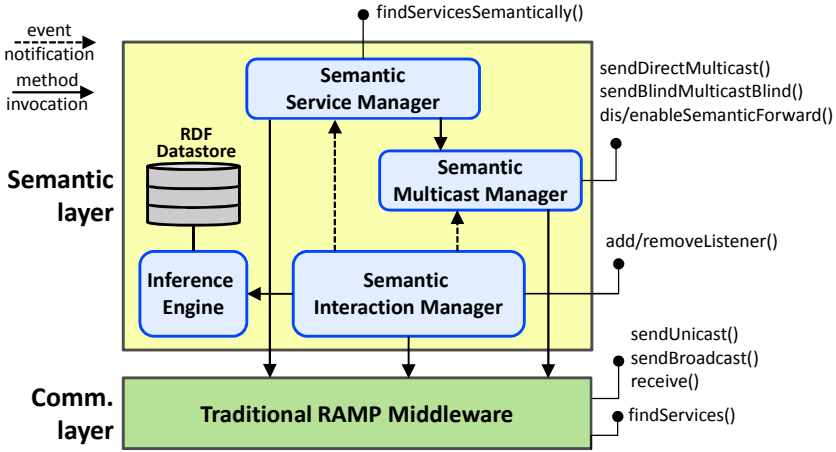 findServicesSemantically()
event
notification
method
invocation
Semantic
Service Manager
sendDirectMulticast()
sendBlindMulticastBlind()
dis/enableSemanticForward()
RDF
Datastore
Semantic
Multicast Manager
Semantic
layer
add/removeListener()
Inference
Engine
Semantic
Interaction Manager
sendUnicast()
sendBroadcast()
receive()
Comm.
layer
Traditional RAMP Middleware
findServices()